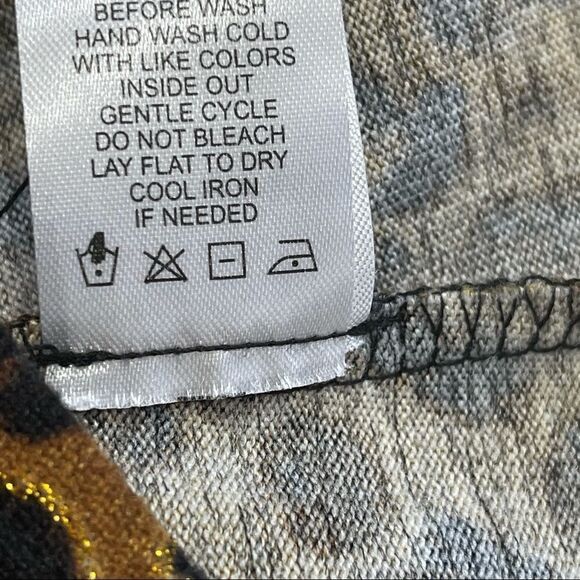 BEFORE WASH
HAND WASH COLD
WITH LIKE COLORS
INSIDE OUT
GENTLE CYCLE
DO NOT BLEACH
LAY FLAT TO DRY
COOL IRON
IF NEEDED